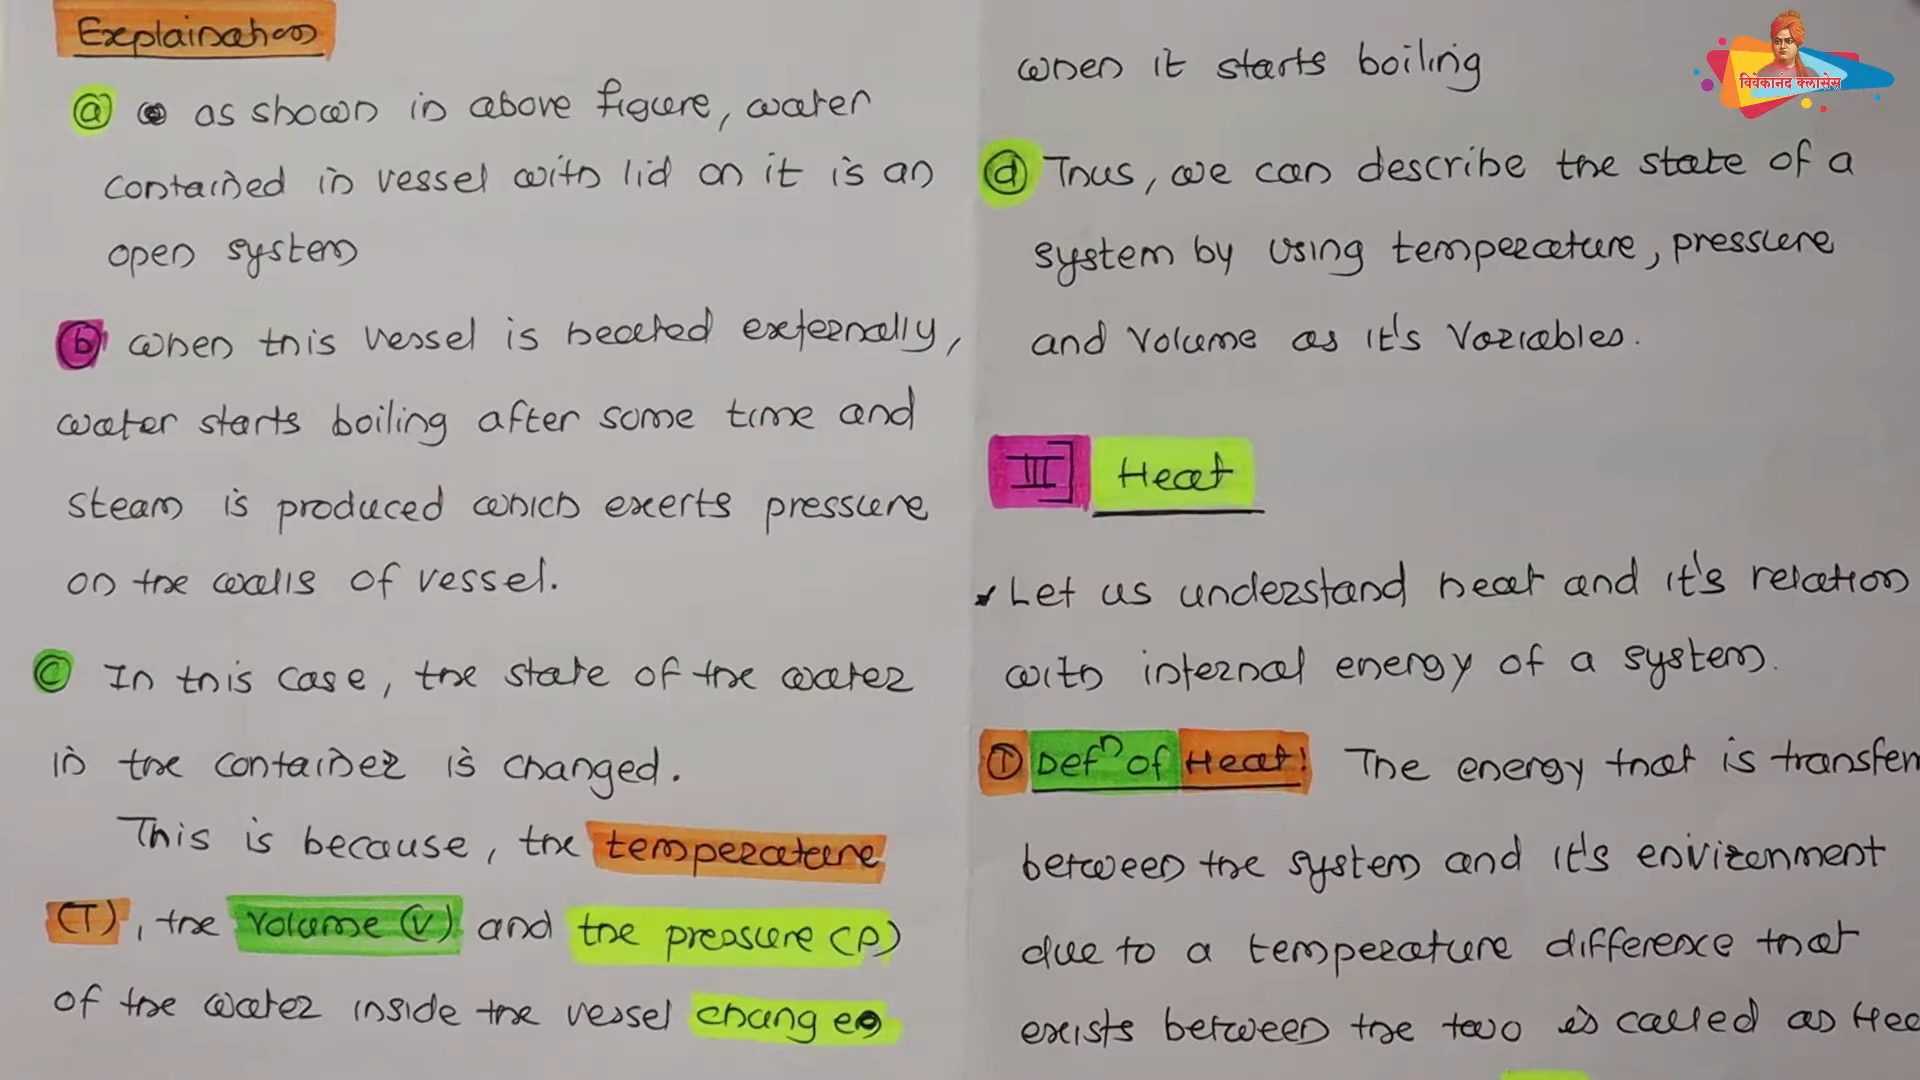 Explaination
ⓐ as shown in above figure, water
contained in vessel with lid on it is an
open system
ⓑ when this vessel is heated externally,
water starts boiling after some time and
steam is produced which exerts pressure
on the walls of vessel.
ⓒ In this case, the state of the water
in the container is changed.
This is because, the temperature
(T), the volume (V) and the pressure (P)
of the water inside the vessel changes
when it starts boiling
ⓓ Thus, we can describe the state of a
system by using temperature, pressure
and volume as it's variables.
III] Heat
Let us understand heat and it's relation
with internal energy of a system.
① Defⁿ of Heat! The energy that is transfer
between the system and it's environment
due to a temperature difference that
exists between the two is called as Hea
विवेकानंद क्लासेस